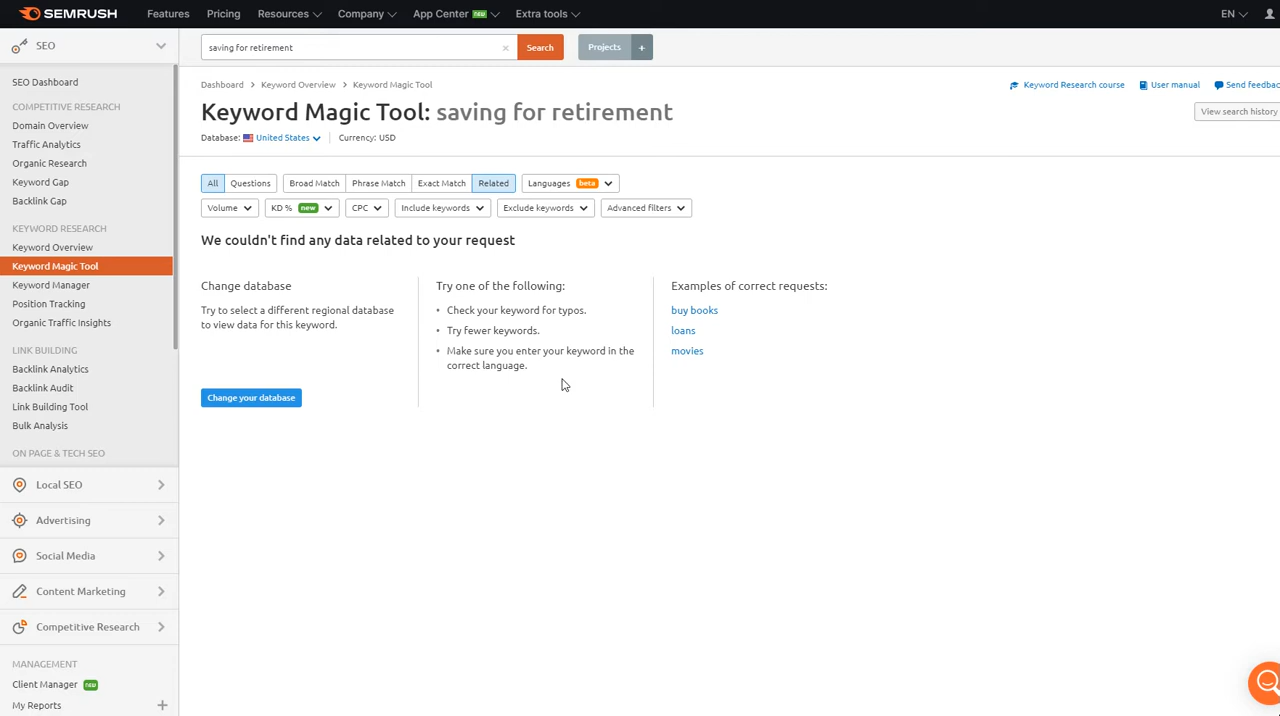 SEMRUSH Features Pricing Resources Company App Center new Extra tools EN
SEO
saving for retirement × Search Projects +
SEO Dashboard
COMPETITIVE RESEARCH
Domain Overview
Traffic Analytics
Organic Research
Keyword Gap
Backlink Gap
KEYWORD RESEARCH
Keyword Overview
Keyword Magic Tool
Keyword Manager
Position Tracking
Organic Traffic Insights
LINK BUILDING
Backlink Analytics
Backlink Audit
Link Building Tool
Bulk Analysis
ON PAGE & TECH SEO
Local SEO
Advertising
Social Media
Content Marketing
Competitive Research
MANAGEMENT
Client Manager new
My Reports +
Dashboard > Keyword Overview > Keyword Magic Tool
Keyword Research course User manual Send feedbac
Keyword Magic Tool: saving for retirement
View search history
Database: United States Currency: USD
All Questions Broad Match Phrase Match Exact Match Related Languages beta
Volume KD % new CPC Include keywords Exclude keywords Advanced filters
We couldn't find any data related to your request
Change database
Try to select a different regional database
to view data for this keyword.
Change your database
Try one of the following:
• Check your keyword for typos.
• Try fewer keywords.
• Make sure you enter your keyword in the
correct language.
Examples of correct requests:
buy books
loans
movies